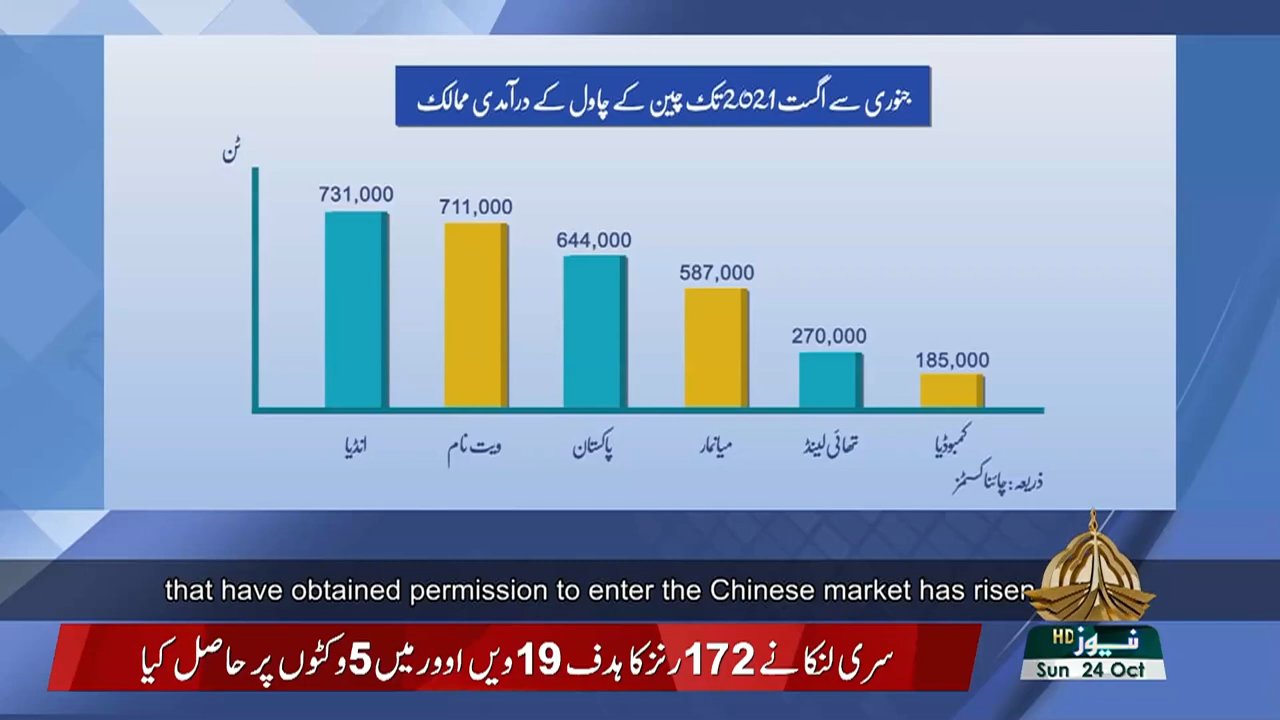 جنوری سے اگست 2021 تک چین کے چاول کے درآمدی ممالک
ٹن
731,000
711,000
644,000
587,000
270,000
185,000
انڈیا
ویت نام
پاکستان
میانمار
تھائی لینڈ
کمبوڈیا
ذریعہ: چائنا کسٹمز
that have obtained permission to enter the Chinese market has risen
سری لنکا نے 172 رنز کا ہدف 19 ویں اوور میں 5 وکٹوں پر حاصل کیا
نیوز HD
Sun 24 Oct